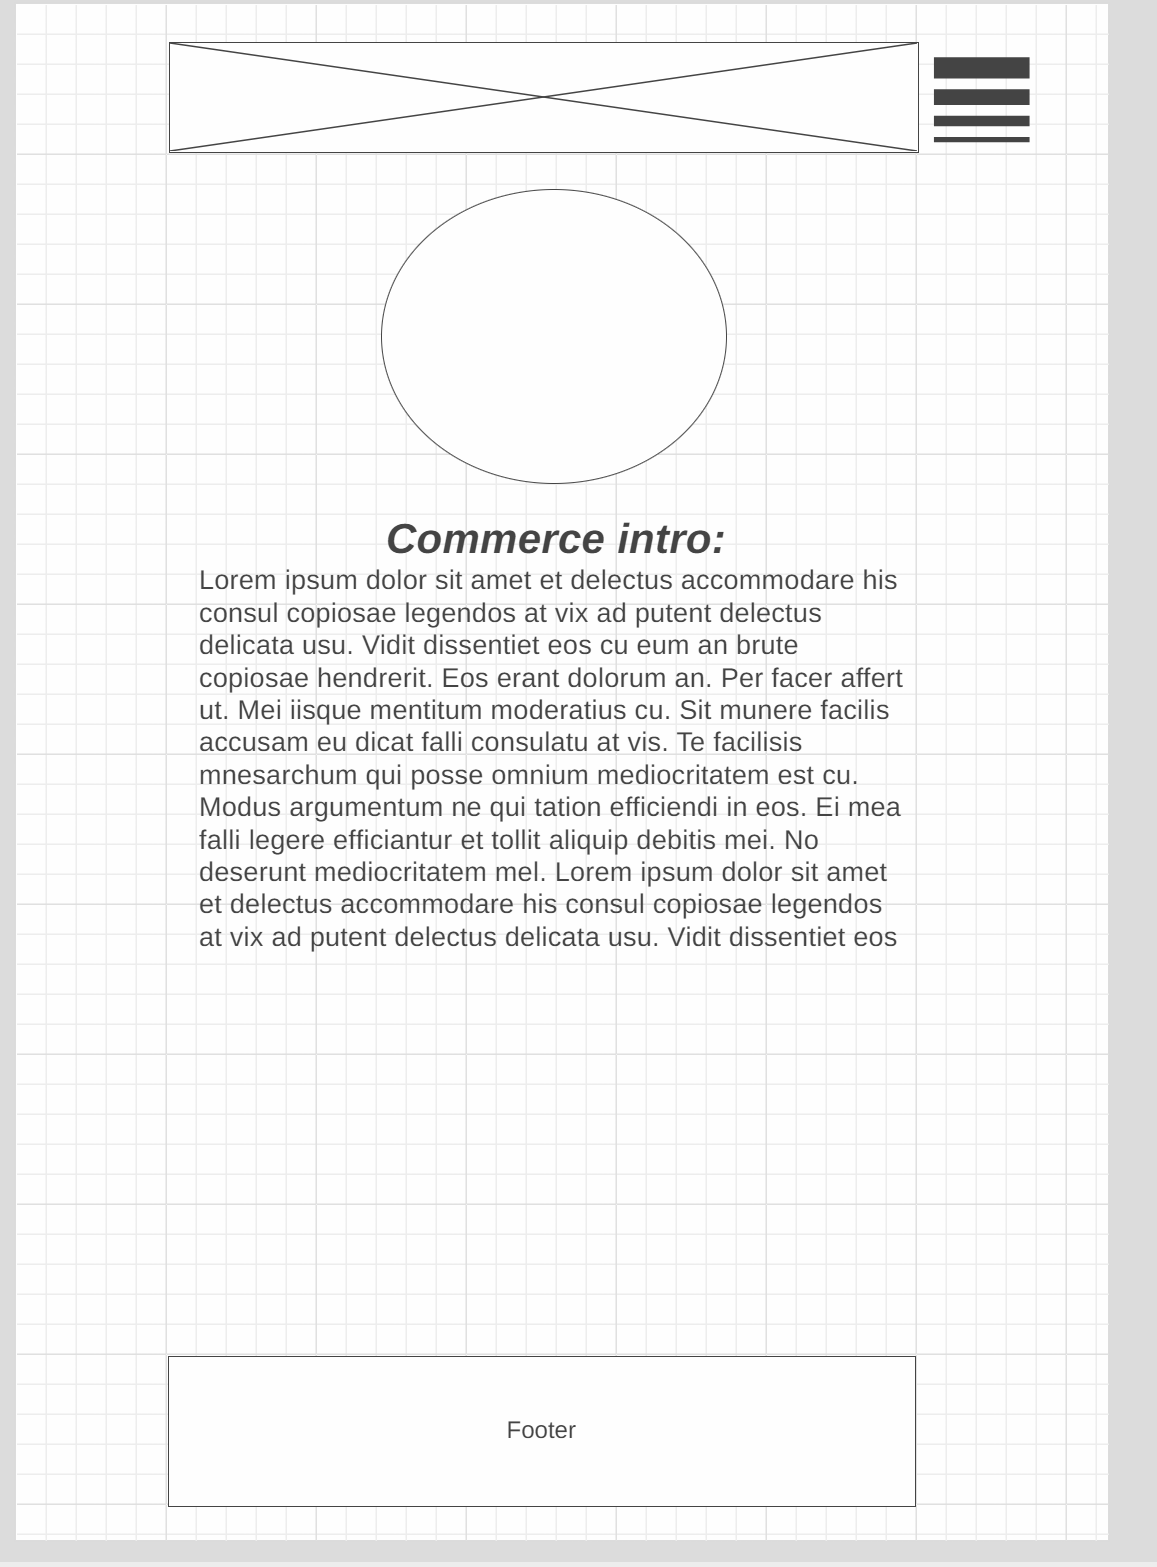 Commerce intro:
Lorem ipsum dolor sit amet et delectus accommodare his
consul copiosae legendos at vix ad putent delectus
delicata usu. Vidit dissentiet eos cu eum an brute
copiosae hendrerit. Eos erant dolorum an. Per facer affert
ut. Mei iisque mentitum moderatius cu. Sit munere facilis
accusam eu dicat falli consulatu at vis. Te facilisis
mnesarchum qui posse omnium mediocritatem est cu.
Modus argumentum ne qui tation efficiendi in eos. Ei mea
falli legere efficiantur et tollit aliquip debitis mei. No
deserunt mediocritatem mel. Lorem ipsum dolor sit amet
et delectus accommodare his consul copiosae legendos
at vix ad putent delectus delicata usu. Vidit dissentiet eos
Footer